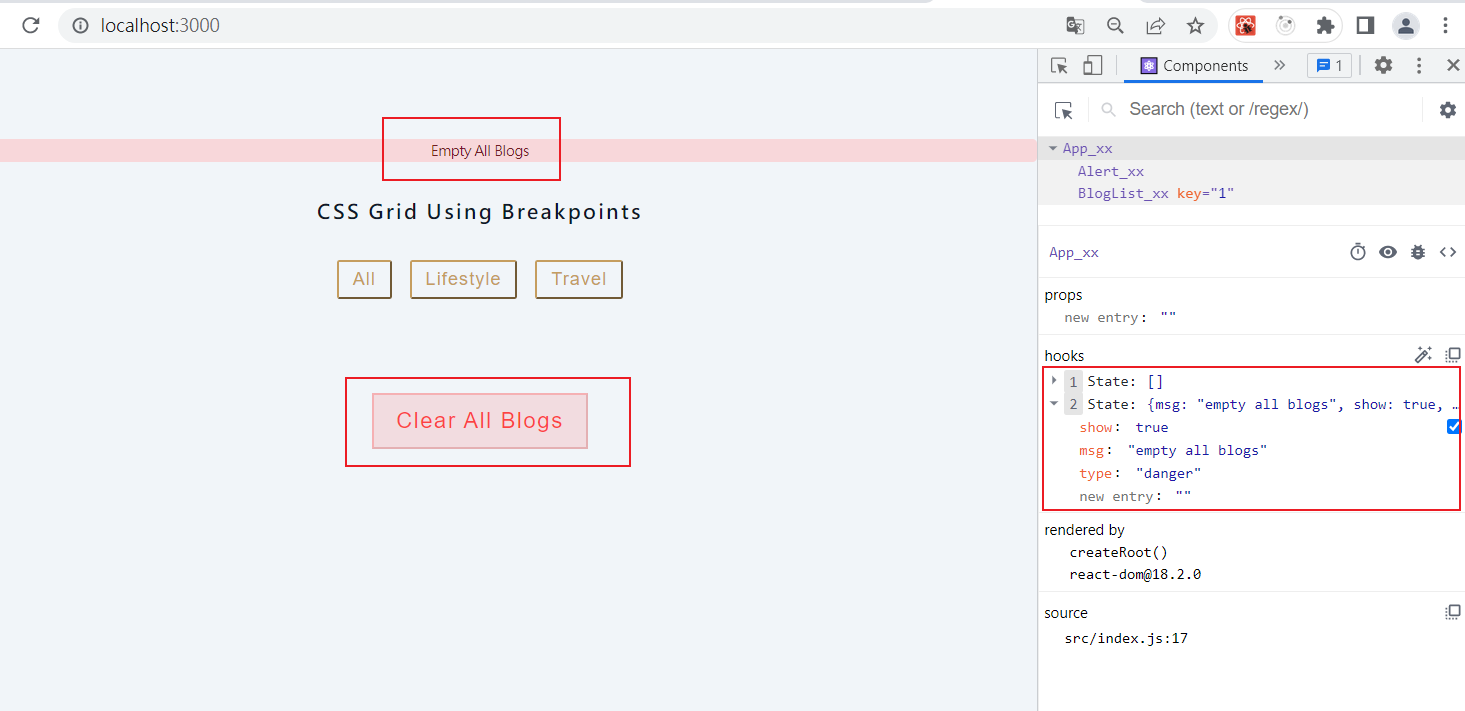 localhost:3000
Components
1
Search (text or /regex/)
Empty All Blogs
CSS Grid Using Breakpoints
All Lifestyle Travel
Clear All Blogs
App_xx
Alert_xx
BlogList_xx key="1"
App_xx
props
new entry: ""
hooks
1 State: []
2 State: {msg: "empty all blogs", show: true, …
show: true
msg: "empty all blogs"
type: "danger"
new entry: ""
rendered by
createRoot()
react-dom@18.2.0
source
src/index.js:17